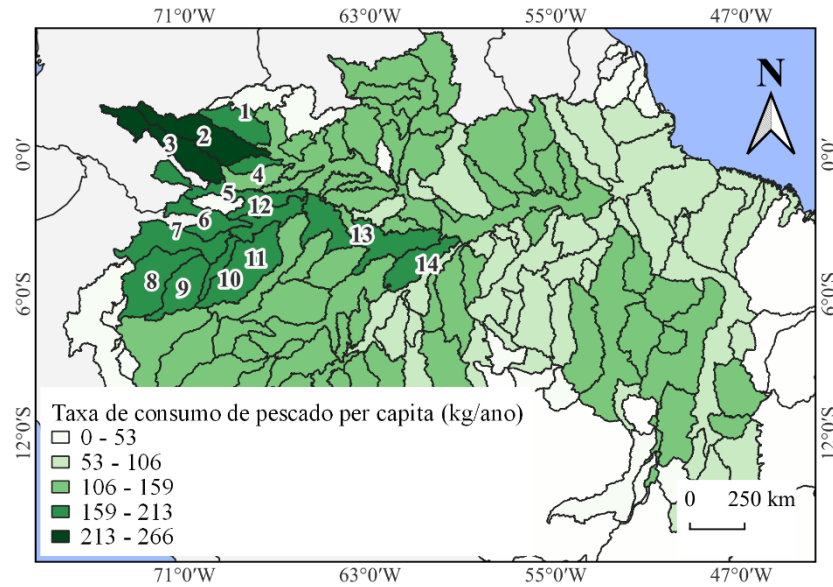 71°0'W 63°0'W 55°0'W 47°0'W
N
0°0' 0°0'
6°0'S 6°0'S
12°0'S 12°0'S
1
2
3
4
5
12
6
7
13
11
14
8
9
10
Taxa de consumo de pescado per capita (kg/ano)
0 - 53
53 - 106
106 - 159
159 - 213
213 - 266
0 250 km
71°0'W 63°0'W 55°0'W 47°0'W